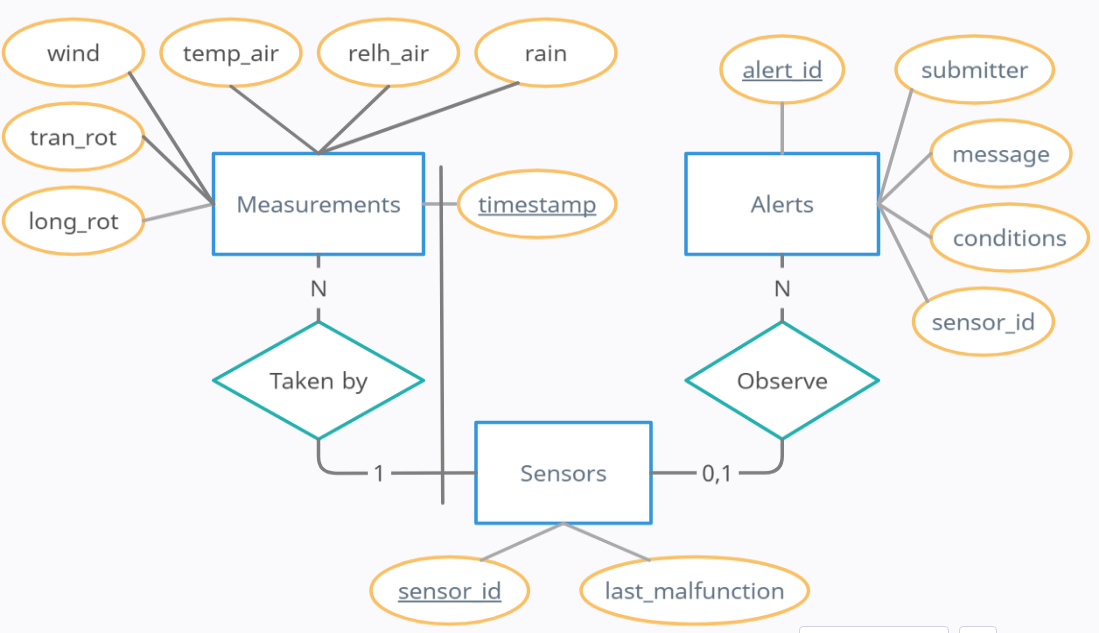 wind
temp_air
relh_air
rain
alert_id
submitter
tran_rot
message
long_rot
Measurements
timestamp
Alerts
conditions
N
N
sensor_id
Taken by
Observe
1
Sensors
0,1
sensor_id
last_malfunction